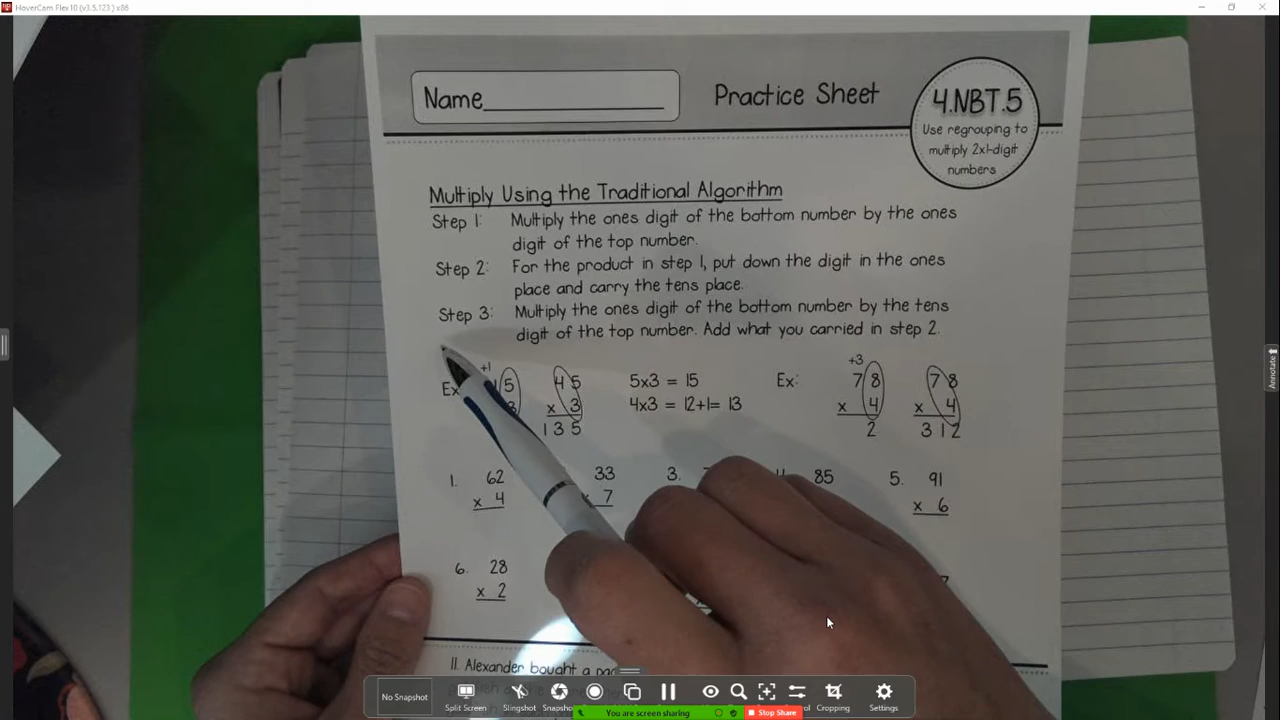 HoverCam Flex10 (v3.5.123) x86
Name
Practice Sheet
4.NBT.5
Use regrouping to
multiply 2x1-digit
numbers
Multiply Using the Traditional Algorithm
Step 1: Multiply the ones digit of the bottom number by the ones
digit of the top number.
Step 2: For the product in step 1, put down the digit in the ones
place and carry the tens place.
Step 3: Multiply the ones digit of the bottom number by the tens
digit of the top number. Add what you carried in step 2.
+1 +3
Ex 5 45 5x3 = 15 Ex: 78 78
3 x 3 4x3 = 12+1= 13 x 4 x 4
135 2 312
1. 62 33 3. 85 5. 91
x 4 x 7 x 6
6. 28
x 2
11. Alexander bought a
Annotate
No Snapshot
Split Screen Slingshot Cropping Settings
You are screen sharing Stop Share